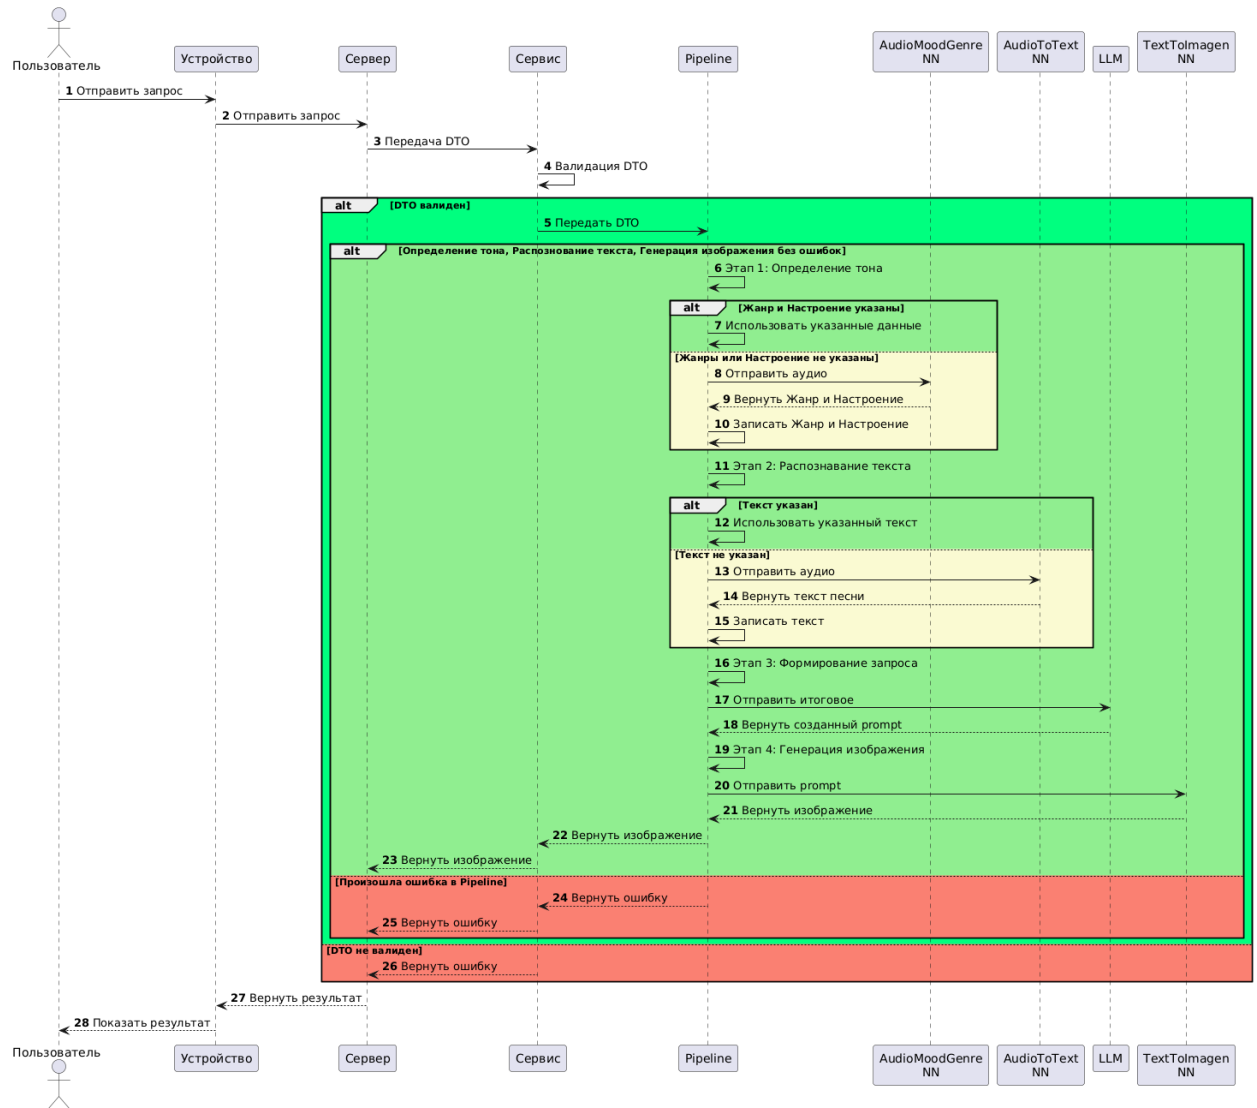 Пользователь
Устройство
Сервер
Сервис
Pipeline
AudioMoodGenre
NN
AudioToText
NN
LLM
TextToImagen
NN
1 Отправить запрос
2 Отправить запрос
3 Передача DTO
4 Валидация DTO
alt [DTO валиден]
5 Передать DTO
alt [Определение тона, Распознование текста, Генерация изображения без ошибок]
6 Этап 1: Определение тона
alt [Жанр и Настроение указаны]
7 Использовать указанные данные
[Жанры или Настроение не указаны]
8 Отправить аудио
9 Вернуть Жанр и Настроение
10 Записать Жанр и Настроение
11 Этап 2: Распознавание текста
alt [Текст указан]
12 Использовать указанный текст
[Текст не указан]
13 Отправить аудио
14 Вернуть текст песни
15 Записать текст
16 Этап 3: Формирование запроса
17 Отправить итоговое
18 Вернуть созданный prompt
19 Этап 4: Генерация изображения
20 Отправить prompt
21 Вернуть изображение
22 Вернуть изображение
23 Вернуть изображение
[Произошла ошибка в Pipeline]
24 Вернуть ошибку
25 Вернуть ошибку
[DTO не валиден]
26 Вернуть ошибку
27 Вернуть результат
28 Показать результат
Пользователь
Устройство
Сервер
Сервис
Pipeline
AudioMoodGenre
NN
AudioToText
NN
LLM
TextToImagen
NN